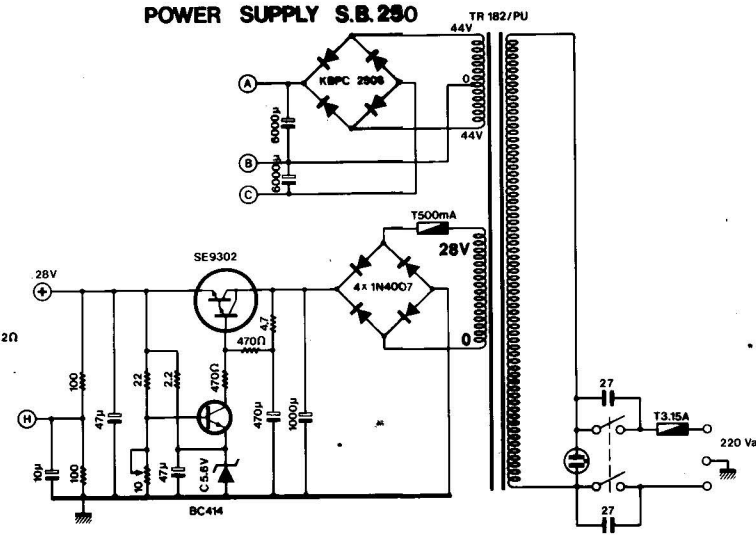 POWER SUPPLY S.B. 250
TR 182/PU
44V
A
KBPC 2506
0
6000µ
44V
B
6000µ
C
T500mA
28V
SE9302
28V
4x 1N4007
+
4,7
2Ω
470Ω
0
100
22
2.2
470Ω
27
T3.15A
H
47µ
470µ
1000µ
220 Va
10µ
100
10
47µ
C5.6V
27
BC414